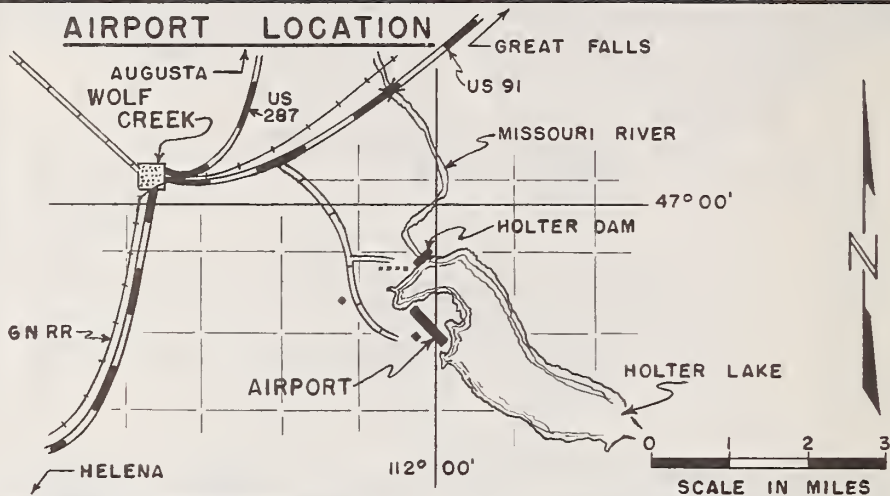 AIRPORT LOCATION
GREAT FALLS
AUGUSTA
US 91
WOLF
CREEK
US
287
MISSOURI RIVER
47° 00'
HOLTER DAM
N
GN RR
AIRPORT
HOLTER LAKE
HELENA
112° 00'
0 1 2 3
SCALE IN MILES